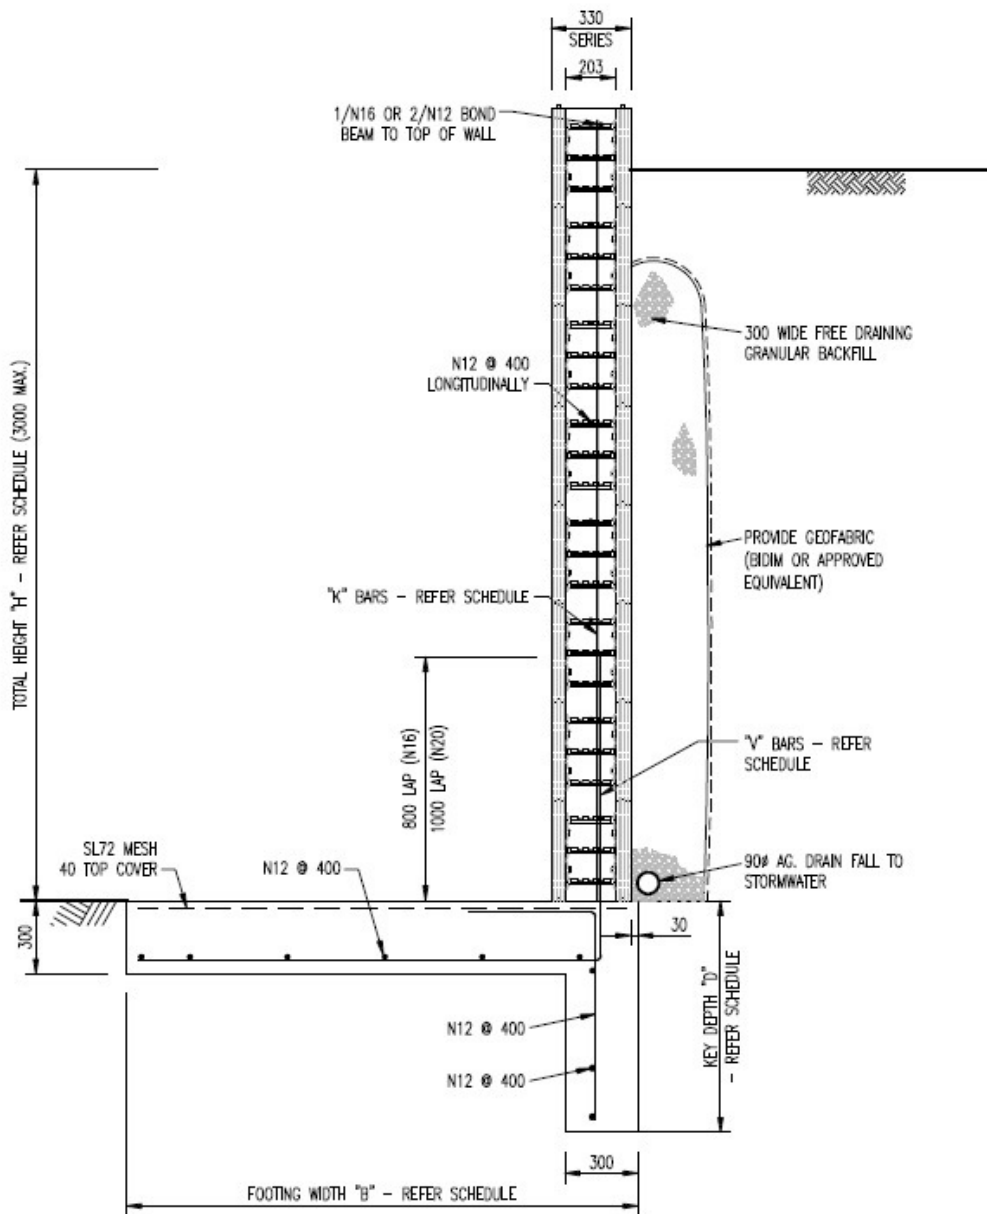 330
SERIES
203
1/N16 OR 2/N12 BOND
BEAM TO TOP OF WALL
300 WIDE FREE DRAINING
GRANULAR BACKFILL
N12 @ 400
LONGITUDINALLY
TOTAL HEIGHT "H" - REFER SCHEDULE (3000 MAX.)
PROVIDE GEOFABRIC
(BIDIM OR APPROVED
EQUIVALENT)
"K" BARS - REFER SCHEDULE
800 LAP (N16)
1000 LAP (N20)
"V" BARS - REFER
SCHEDULE
SL72 MESH
40 TOP COVER
N12 @ 400
90ø AG. DRAIN FALL TO
STORMWATER
300
30
KEY DEPTH "D"
- REFER SCHEDULE
N12 @ 400
N12 @ 400
300
FOOTING WIDTH "B" - REFER SCHEDULE